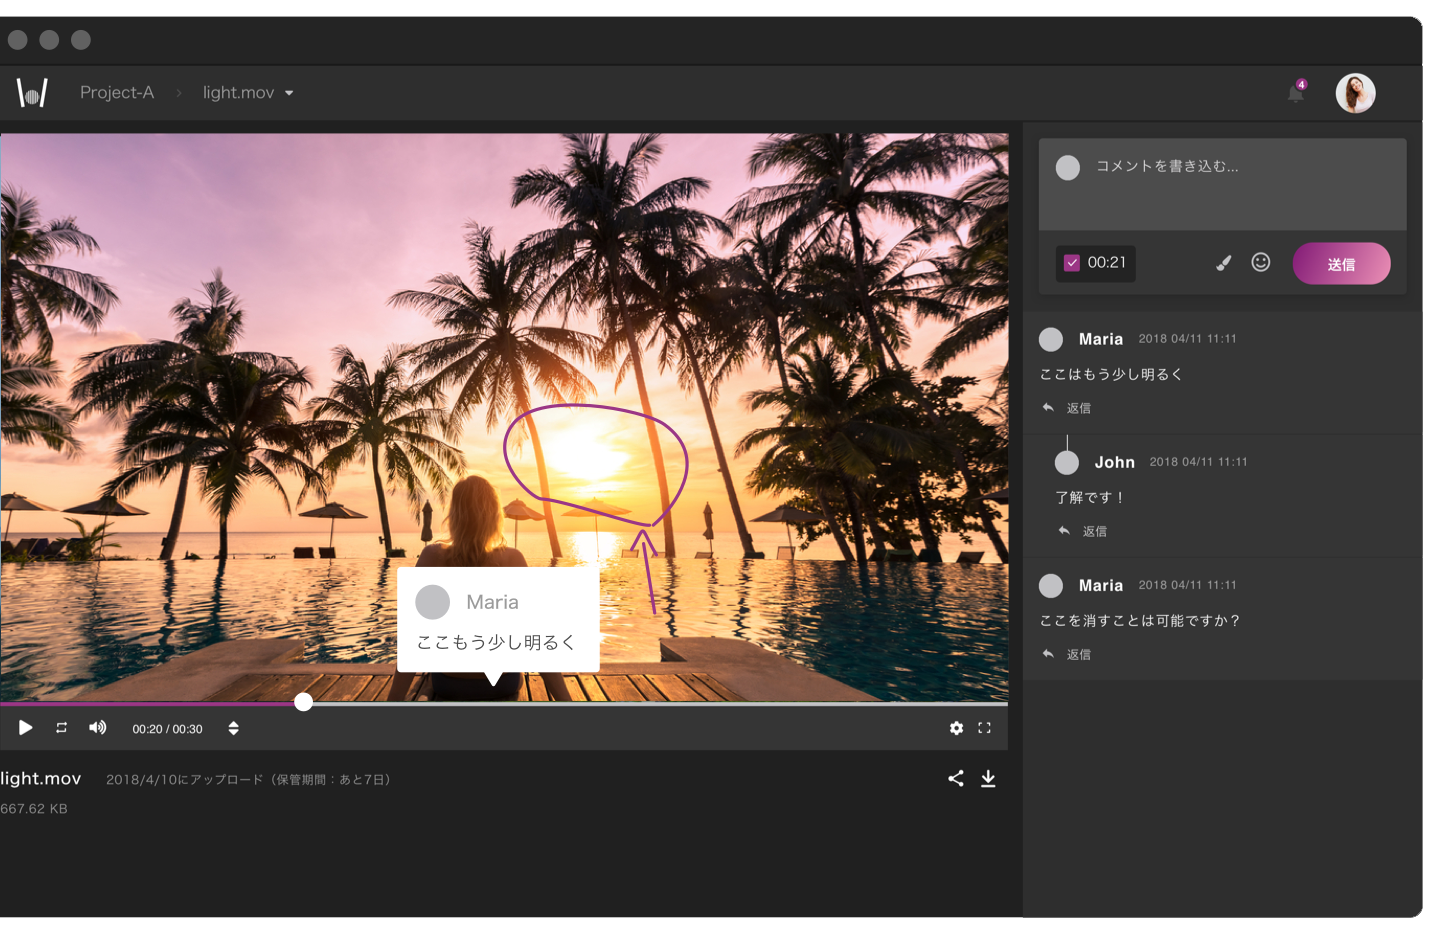 Project-A > light.mov
4
コメントを書き込む...
00:21
送信
Maria 2018 04/11 11:11
ここはもう少し明るく
返信
John 2018 04/11 11:11
了解です！
返信
Maria 2018 04/11 11:11
ここを消すことは可能ですか？
返信
Maria
ここもう少し明るく
00:20 / 00:30
light.mov 2018/4/10にアップロード（保管期間：あと7日）
667.62 KB